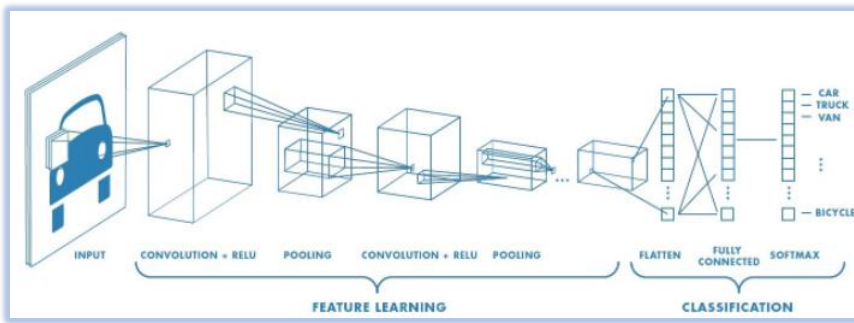 CAR
TRUCK
VAN
BICYCLE
INPUT
CONVOLUTION + RELU
POOLING
CONVOLUTION + RELU
POOLING
FLATTEN
FULLY
CONNECTED
SOFTMAX
FEATURE LEARNING
CLASSIFICATION